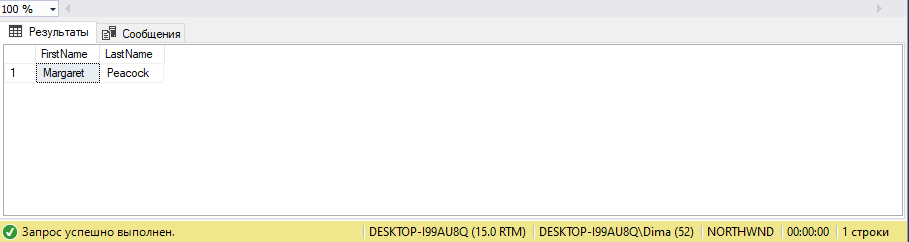 100 %
Результаты Сообщения
FirstName LastName
1 Margaret Peacock
Запрос успешно выполнен. DESKTOP-I99AU8Q (15.0 RTM) DESKTOP-I99AU8Q\Dima (52) NORTHWND 00:00:00 1 строки